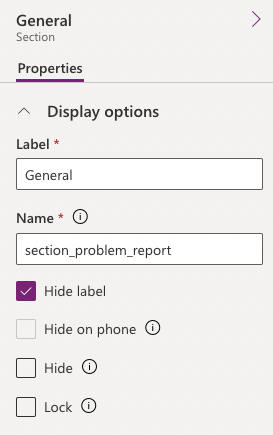 General
Section
Properties
Display options
Label *
General
Name *
section_problem_report
Hide label
Hide on phone
Hide
Lock